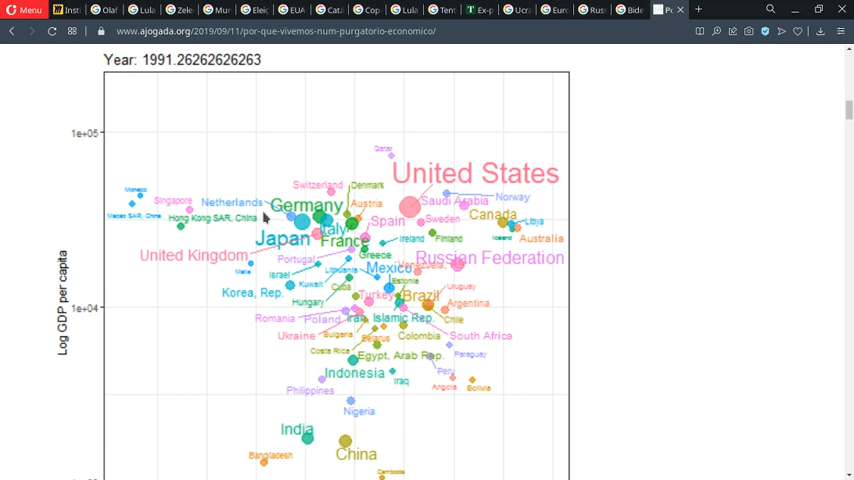 Menu
Insti
Olaf
Lula
Zele
Mur
Elei
EUA
Catá
Cop
Lula
Tent
Ex-p
Ucra
Euro
Russ
Bide
Po
www.ajogada.org/2019/09/11/por-que-vivemos-num-purgatorio-economico/
Year: 1991.26262626263
1e+05
Qatar
United States
Switzerland
Denmark
Monaco
Norway
Singapore
Netherlands
Germany
Austria
Saudi Arabia
Macao SAR, China
Hong Kong SAR, China
Italy
Spain
Sweden
Canada
Libya
Japan
France
Ireland
Finland
Iceland
Australia
United Kingdom
Portugal
Greece
Russian Federation
Malta
Israel
Lithuania
Mexico
Venezuela,
Kuwait
Estonia
Korea, Rep.
Cuba
Uruguay
Hungary
Turkey
Brazil
Argentina
1e+04
Romania
Poland
Iran
Islamic Rep.
Chile
Ukraine
Bulgaria
Belarus
Colombia
South Africa
Costa Rica
Egypt, Arab Rep.
Paraguay
Indonesia
Iraq
Peru
Philippines
Angola
Bolivia
Nigeria
India
China
Bangladesh
Cambodia
Log GDP per capita